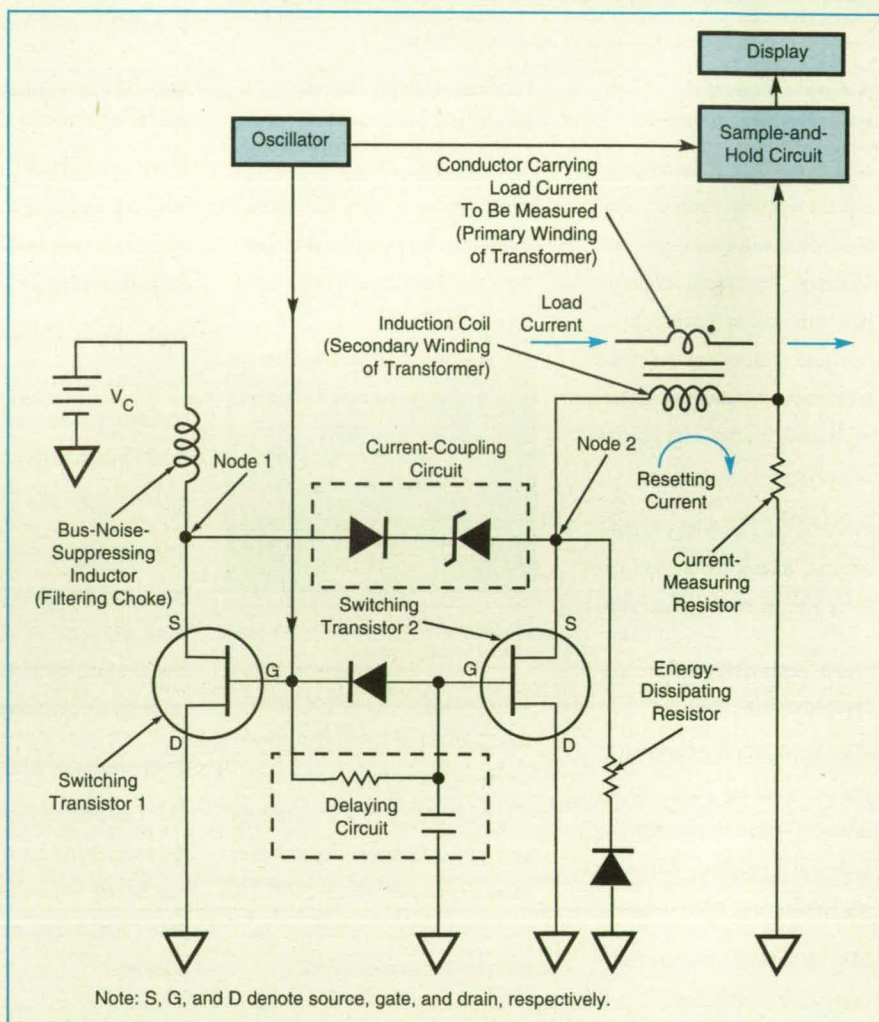 Display
Oscillator
Sample-and-
Hold Circuit
Conductor Carrying
Load Current
To Be Measured
(Primary Winding
of Transformer)
Load
Current
Induction Coil
(Secondary Winding
of Transformer)
V_C
Node 1
Current-Coupling
Circuit
Node 2
Resetting
Current
Bus-Noise-
Suppressing
Inductor
(Filtering Choke)
Current-
Measuring
Resistor
Switching
Transistor 2
S
S
G
G
Energy-
Dissipating
Resistor
D
D
Switching
Transistor 1
Delaying
Circuit
Note: S, G, and D denote source, gate, and drain, respectively.